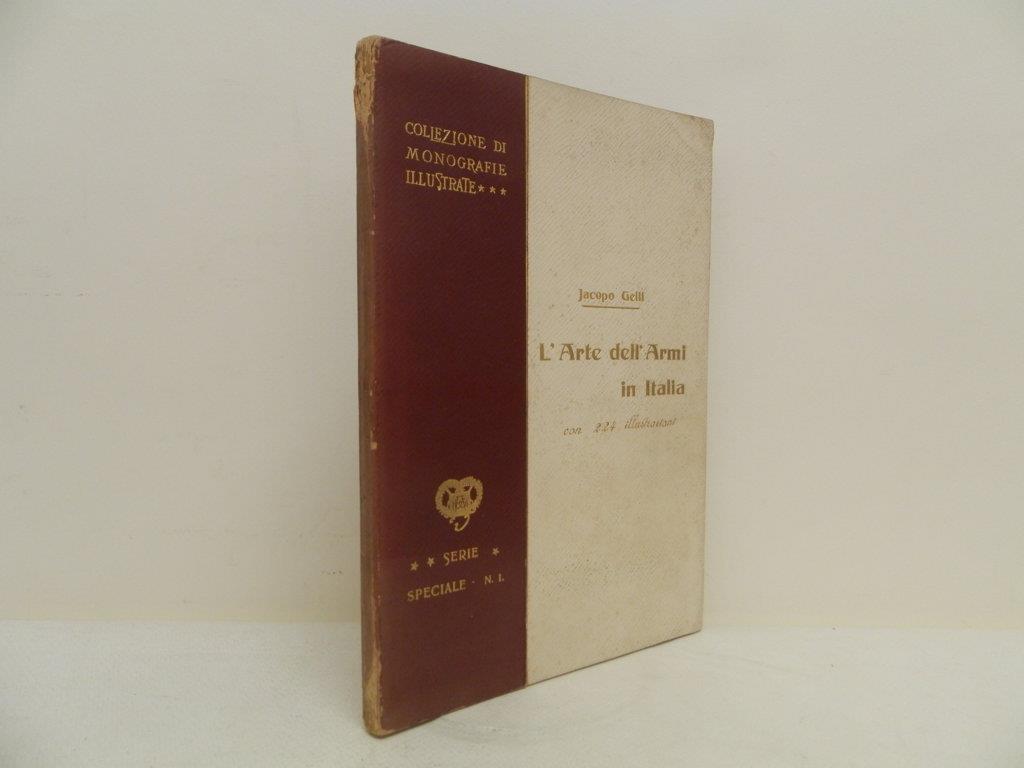 COLLEZIONE DI
MONOGRAFIE
ILLUSTRATE ★ ★ ★
Jacopo Gelli
L' Arte dell' Armi
in Italia
con 224 illustrazioni
★ ★ SERIE ★
SPECIALE · N. I.